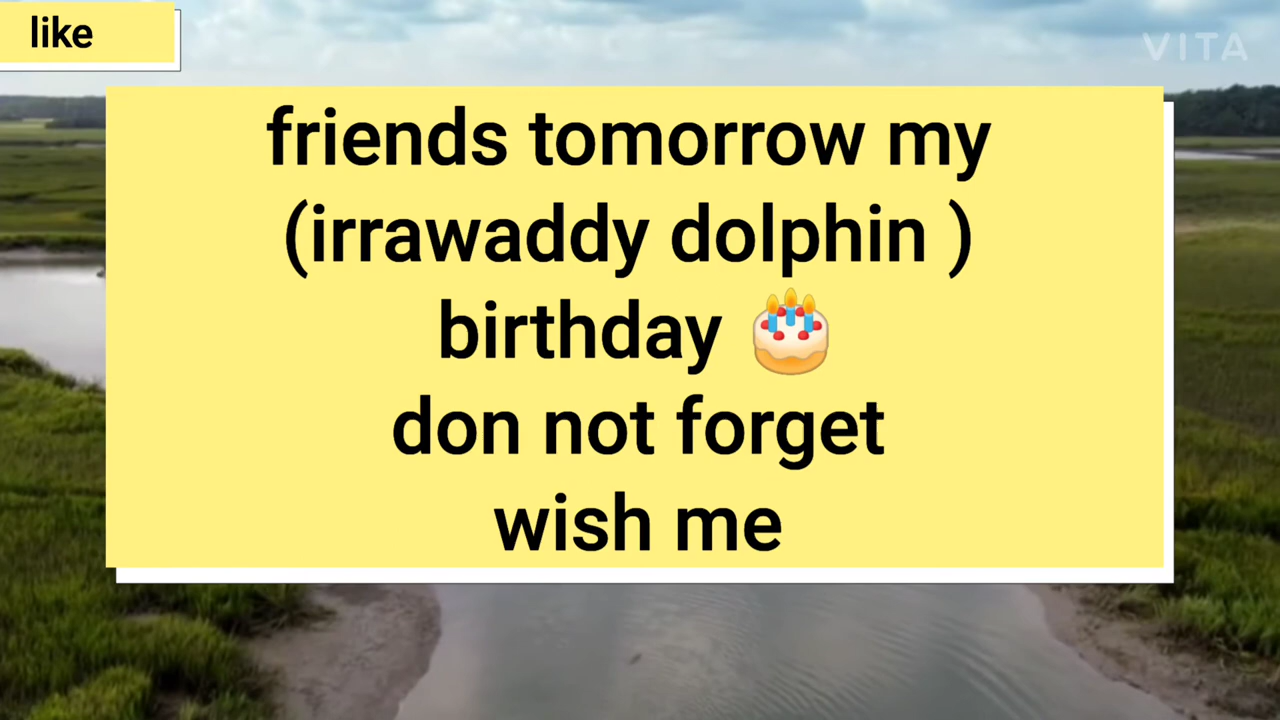 like
VITA
friends tomorrow my
(irrawaddy dolphin )
birthday 🎂
don not forget
wish me